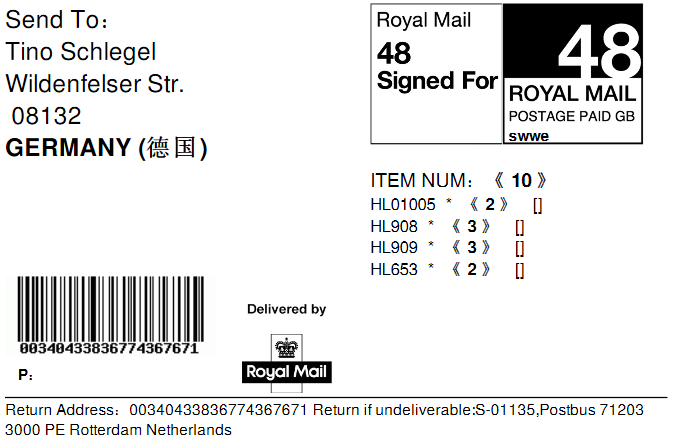 Send To：
Tino Schlegel
Wildenfelser Str.
08132
GERMANY (德国)
Royal Mail
48
Signed For
48
ROYAL MAIL
POSTAGE PAID GB
swwe
ITEM NUM：《 10 》
HL01005 * 《 2 》 []
HL908 * 《 3 》 []
HL909 * 《 3 》 []
HL653 * 《 2 》 []
00340433836774367671
P：
Delivered by
Royal Mail
Return Address：00340433836774367671 Return if undeliverable:S-01135,Postbus 71203
3000 PE Rotterdam Netherlands